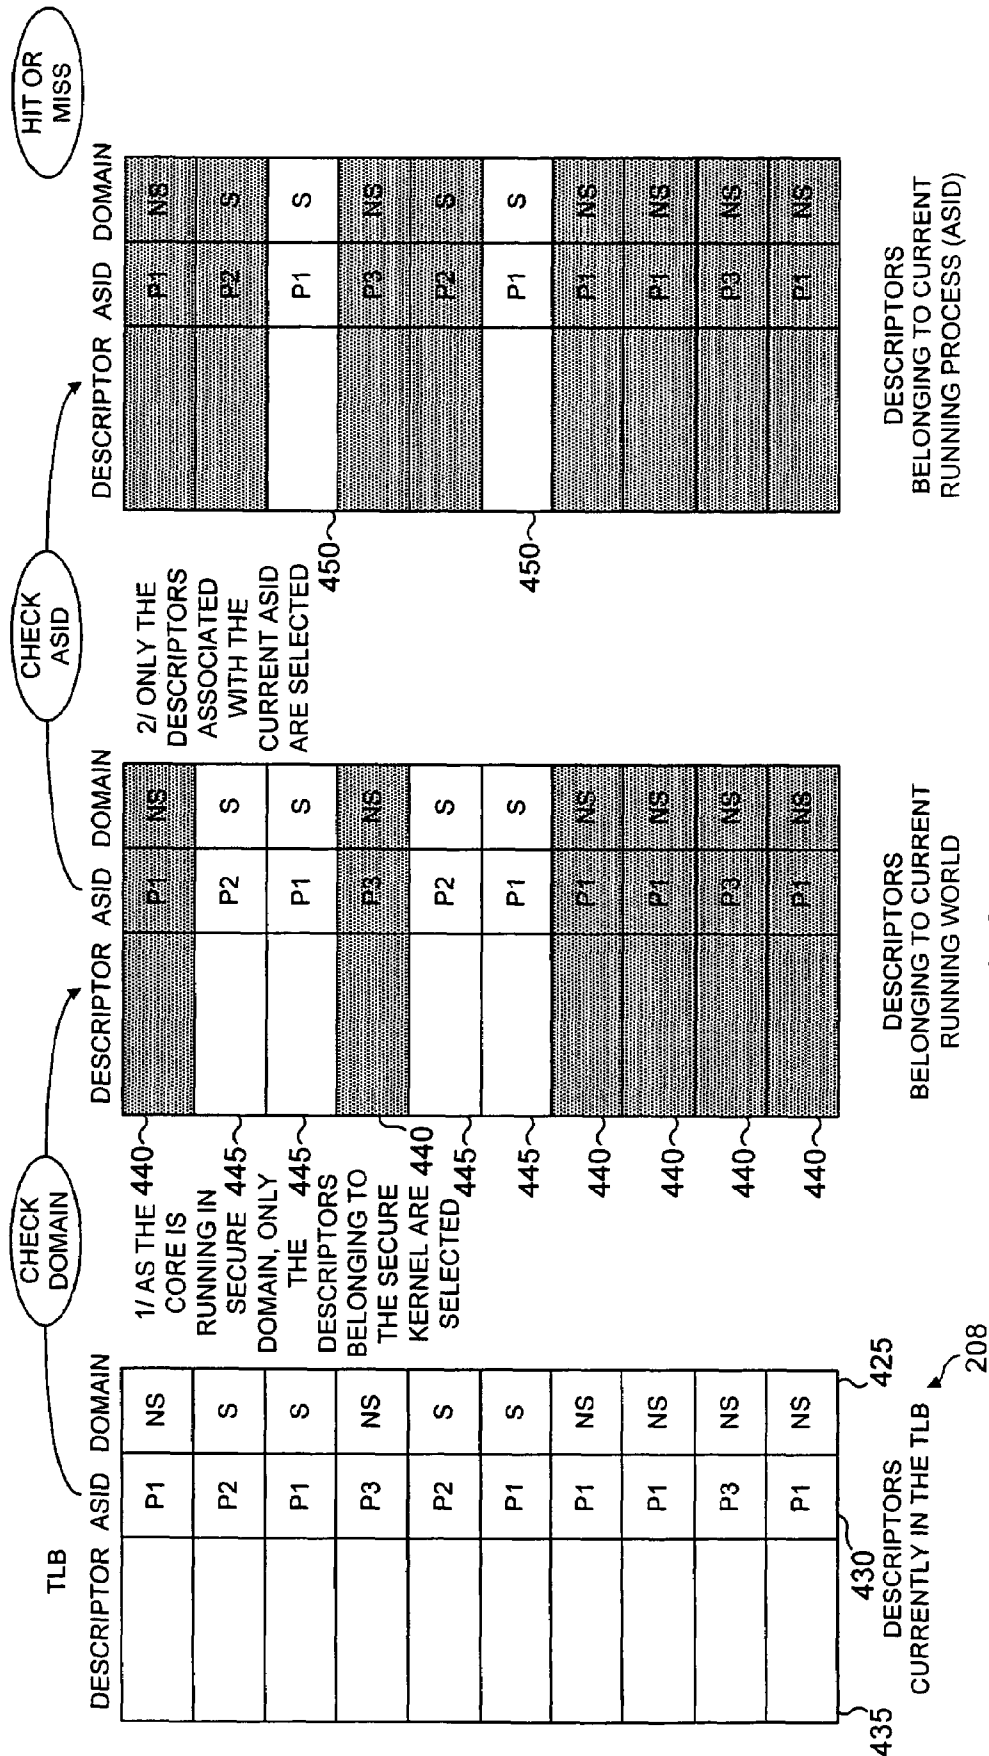 TLB
DESCRIPTOR ASID DOMAIN
P1 NS
P2 S
P1 S
P3 NS
P2 S
P1 S
P1 NS
P1 NS
P3 NS
P1 NS
435
430
425
DESCRIPTORS
CURRENTLY IN THE TLB
208
CHECK
DOMAIN
1/ AS THE
CORE IS
RUNNING IN
SECURE
DOMAIN, ONLY
THE
DESCRIPTORS
BELONGING TO
THE SECURE
KERNEL ARE
SELECTED
440
445
445
440
445
445
440
440
440
440
DESCRIPTOR ASID DOMAIN
P1 NS
P2 S
P1 S
P3 NS
P2 S
P1 S
P1 NS
P1 NS
P3 NS
P1 NS
DESCRIPTORS
BELONGING TO CURRENT
RUNNING WORLD
CHECK
ASID
2/ ONLY THE
DESCRIPTORS
ASSOCIATED
WITH THE
CURRENT ASID
ARE SELECTED
450
450
DESCRIPTOR ASID DOMAIN
P1 NS
P2 S
P1 S
P3 NS
P2 S
P1 S
P1 NS
P1 NS
P3 NS
P1 NS
DESCRIPTORS
BELONGING TO CURRENT
RUNNING PROCESS (ASID)
HIT OR
MISS